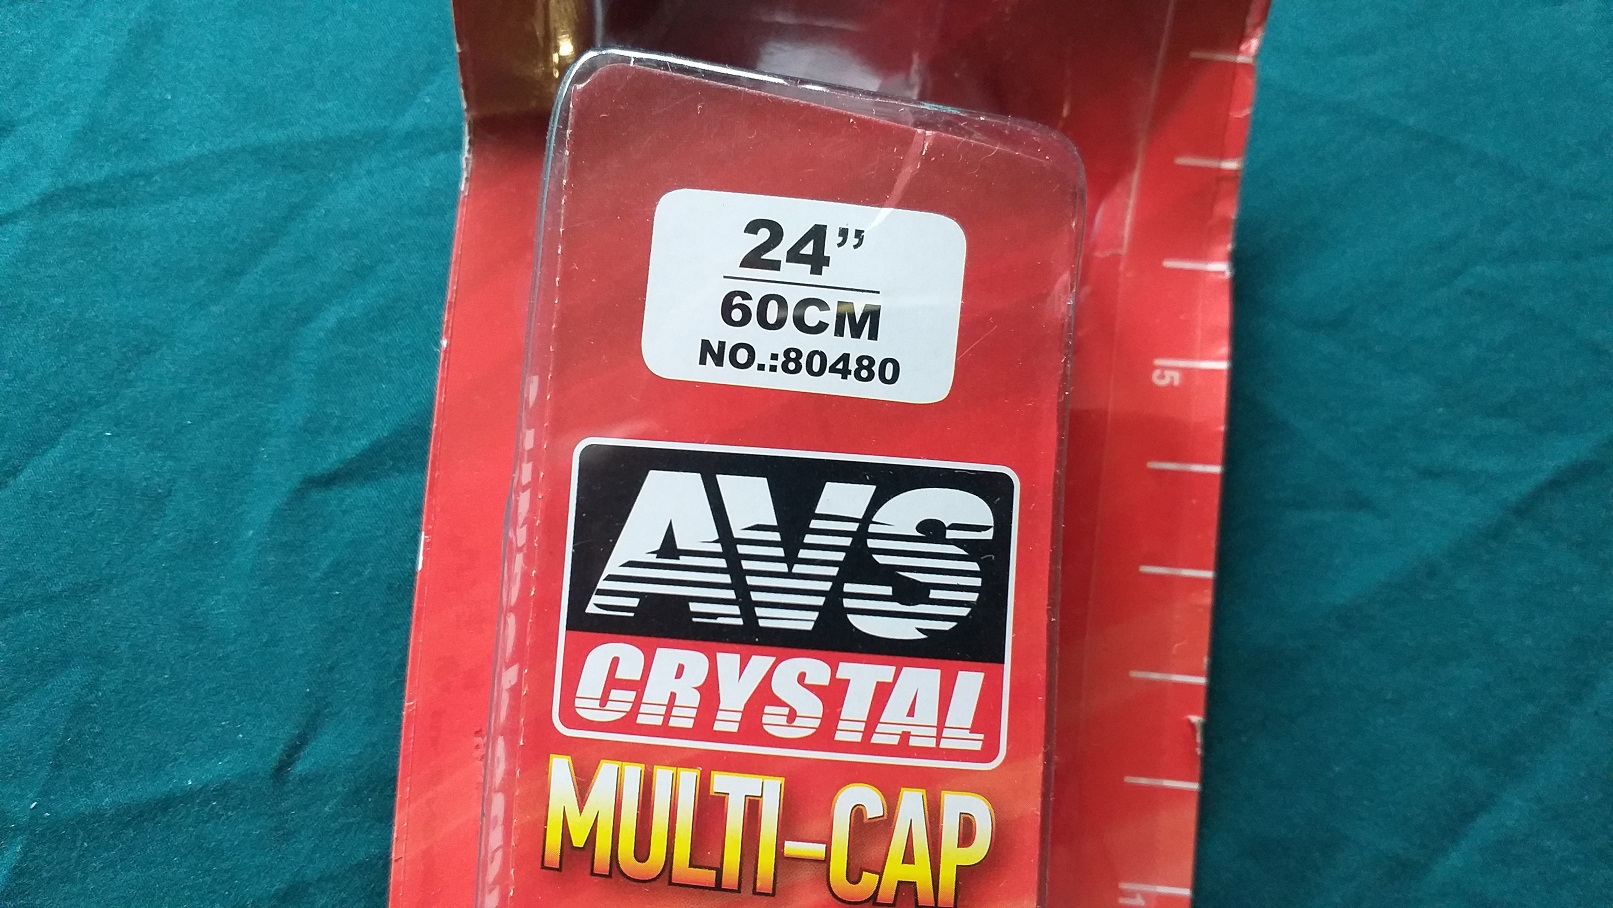 24”
60CM
NO.:80480
AVS
CRYSTAL
MULTI-CAP
5